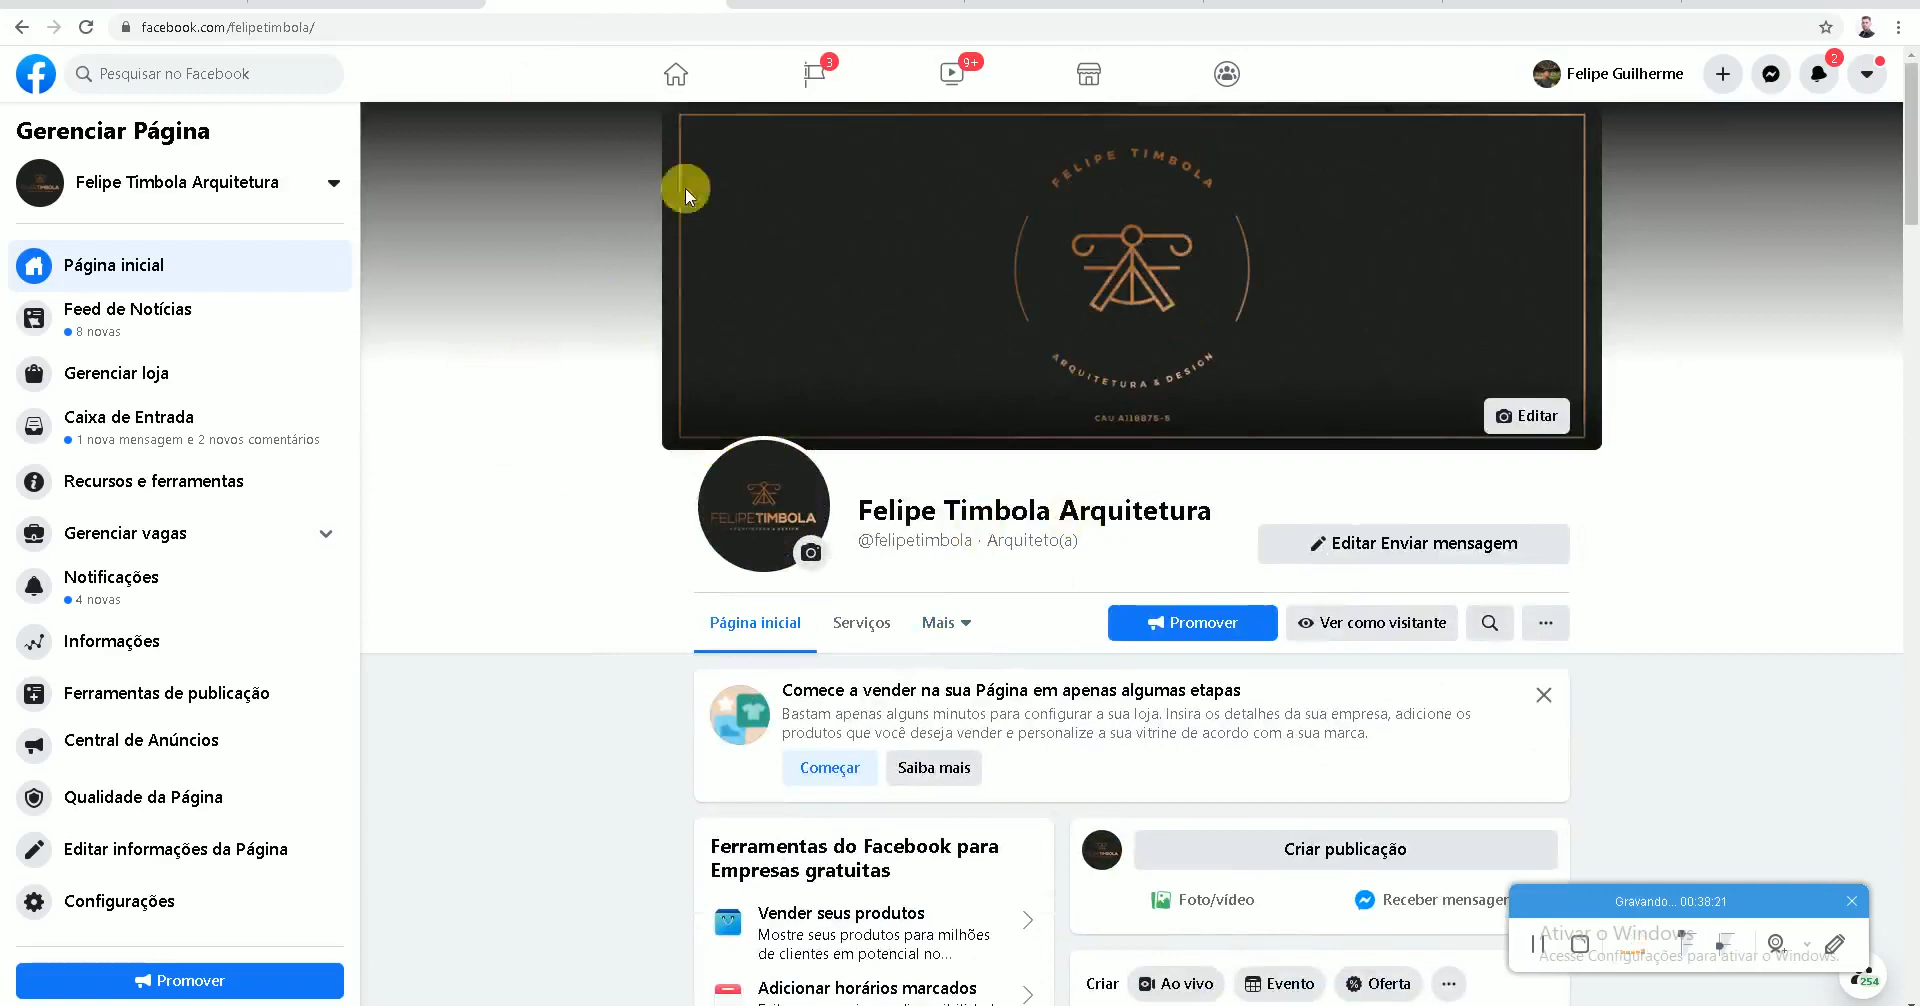 facebook.com/felipetimbola/
Pesquisar no Facebook
3
9+
Felipe Guilherme
2
Gerenciar Página
Felipe Timbola Arquitetura
Página inicial
Feed de Notícias
8 novas
Gerenciar loja
Caixa de Entrada
1 nova mensagem e 2 novos comentários
Recursos e ferramentas
Gerenciar vagas
Notificações
4 novas
Informações
Ferramentas de publicação
Central de Anúncios
Qualidade da Página
Editar informações da Página
Configurações
Promover
FELIPE TIMBOLA
ARQUITETURA & DESIGN
CAU A118875-5
Editar
FELIPETIMBOLA
Felipe Timbola Arquitetura
@felipetimbola · Arquiteto(a)
Editar Enviar mensagem
Página inicial
Serviços
Mais
Promover
Ver como visitante
Comece a vender na sua Página em apenas algumas etapas
Bastam apenas alguns minutos para configurar a sua loja. Insira os detalhes da sua empresa, adicione os
produtos que você deseja vender e personalize a sua vitrine de acordo com a sua marca.
Começar
Saiba mais
Ferramentas do Facebook para
Empresas gratuitas
Vender seus produtos
Mostre seus produtos para milhões
de clientes em potencial no...
Adicionar horários marcados
Criar publicação
Foto/vídeo
Receber mensagen
Criar
Ao vivo
Evento
Oferta
Gravando... 00:38:21
Ativar o Windows
Acesse Configurações para ativar o Windows.
254